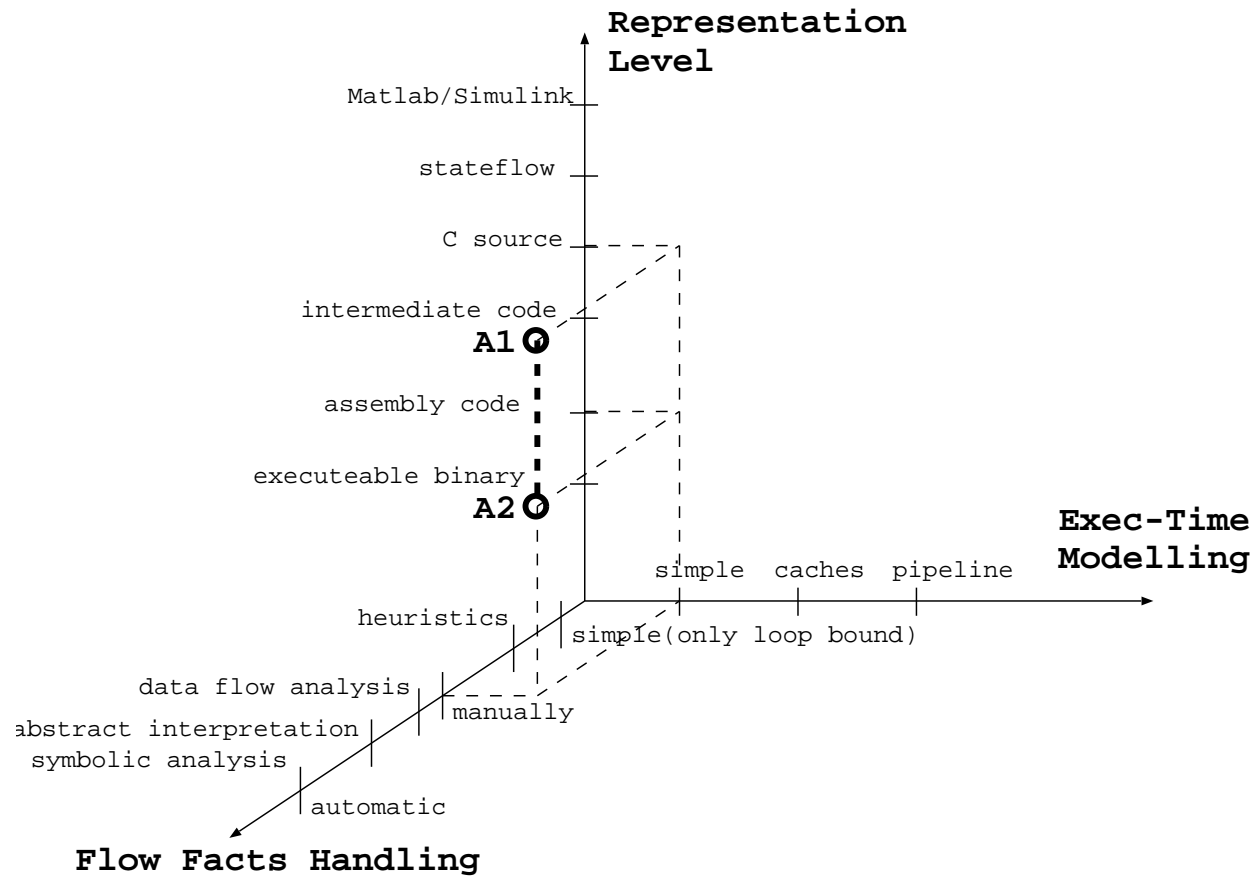 Representation
Level
Matlab/Simulink
stateflow
C source
intermediate code
A1
assembly code
executeable binary
A2
Exec-Time
Modelling
simple caches pipeline
heuristics
simple(only loop bound)
data flow analysis
manually
abstract interpretation
symbolic analysis
automatic
Flow Facts Handling